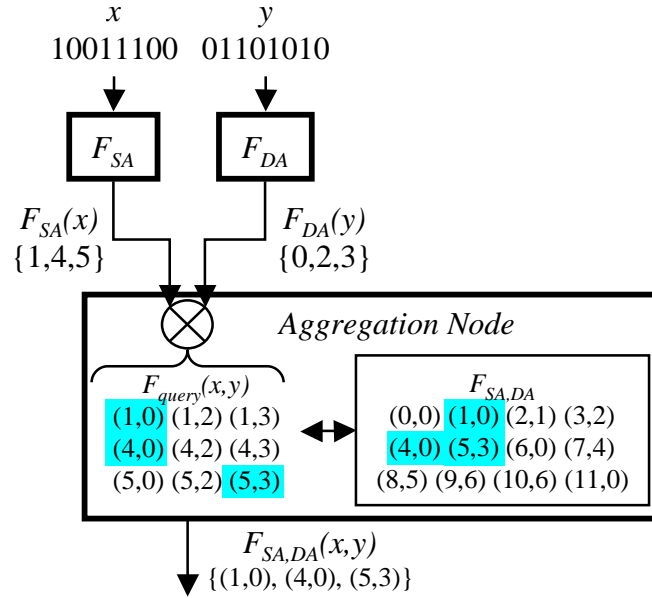 x y
10011100 01101010
F_SA F_DA
F_SA(x) F_DA(y)
{1,4,5} {0,2,3}
Aggregation Node
F_query(x,y)
(1,0) (1,2) (1,3)
(4,0) (4,2) (4,3)
(5,0) (5,2) (5,3)
F_SA,DA
(0,0) (1,0) (2,1) (3,2)
(4,0) (5,3) (6,0) (7,4)
(8,5) (9,6) (10,6) (11,0)
F_SA,DA(x,y)
{(1,0), (4,0), (5,3)}